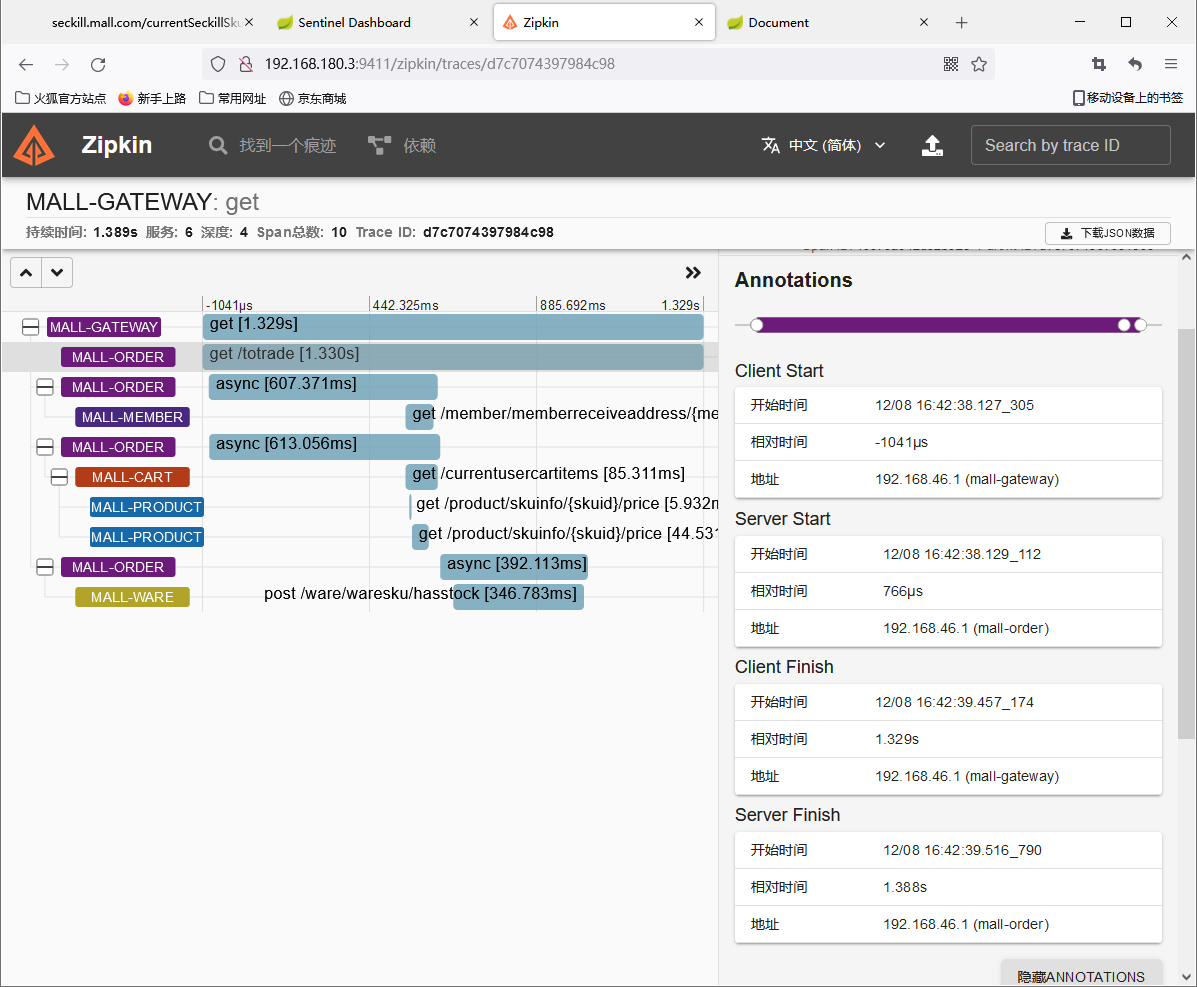 seckill.mall.com/currentSeckillSku
Sentinel Dashboard
Zipkin
Document
192.168.180.3:9411/zipkin/traces/d7c7074397984c98
火狐官方站点 新手上路 常用网址 京东商城 移动设备上的书签
Zipkin 找到一个痕迹 依赖 中文 (简体) Search by trace ID
MALL-GATEWAY: get
持续时间: 1.389s 服务: 6 深度: 4 Span总数: 10 Trace ID: d7c7074397984c98
下载JSON数据
-1041μs 442.325ms 885.692ms 1.329s
MALL-GATEWAY get [1.329s]
MALL-ORDER get /totrade [1.330s]
MALL-ORDER async [607.371ms]
MALL-MEMBER get /member/memberreceiveaddress/{me
MALL-ORDER async [613.056ms]
MALL-CART get /currentusercartitems [85.311ms]
MALL-PRODUCT get /product/skuinfo/{skuid}/price [5.932m
MALL-PRODUCT get /product/skuinfo/{skuid}/price [44.531
MALL-ORDER async [392.113ms]
MALL-WARE post /ware/waresku/hasstock [346.783ms]
Annotations
Client Start
开始时间 12/08 16:42:38.127_305
相对时间 -1041μs
地址 192.168.46.1 (mall-gateway)
Server Start
开始时间 12/08 16:42:38.129_112
相对时间 766μs
地址 192.168.46.1 (mall-order)
Client Finish
开始时间 12/08 16:42:39.457_174
相对时间 1.329s
地址 192.168.46.1 (mall-gateway)
Server Finish
开始时间 12/08 16:42:39.516_790
相对时间 1.388s
地址 192.168.46.1 (mall-order)
隐藏ANNOTATIONS